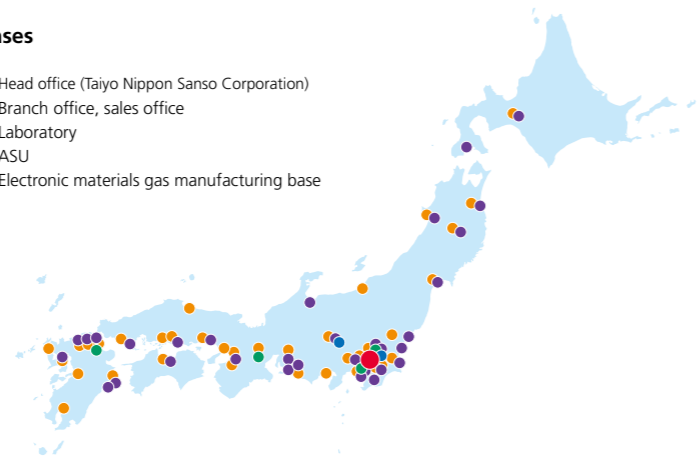 ases
Head office (Taiyo Nippon Sanso Corporation)
Branch office, sales office
Laboratory
ASU
Electronic materials gas manufacturing base